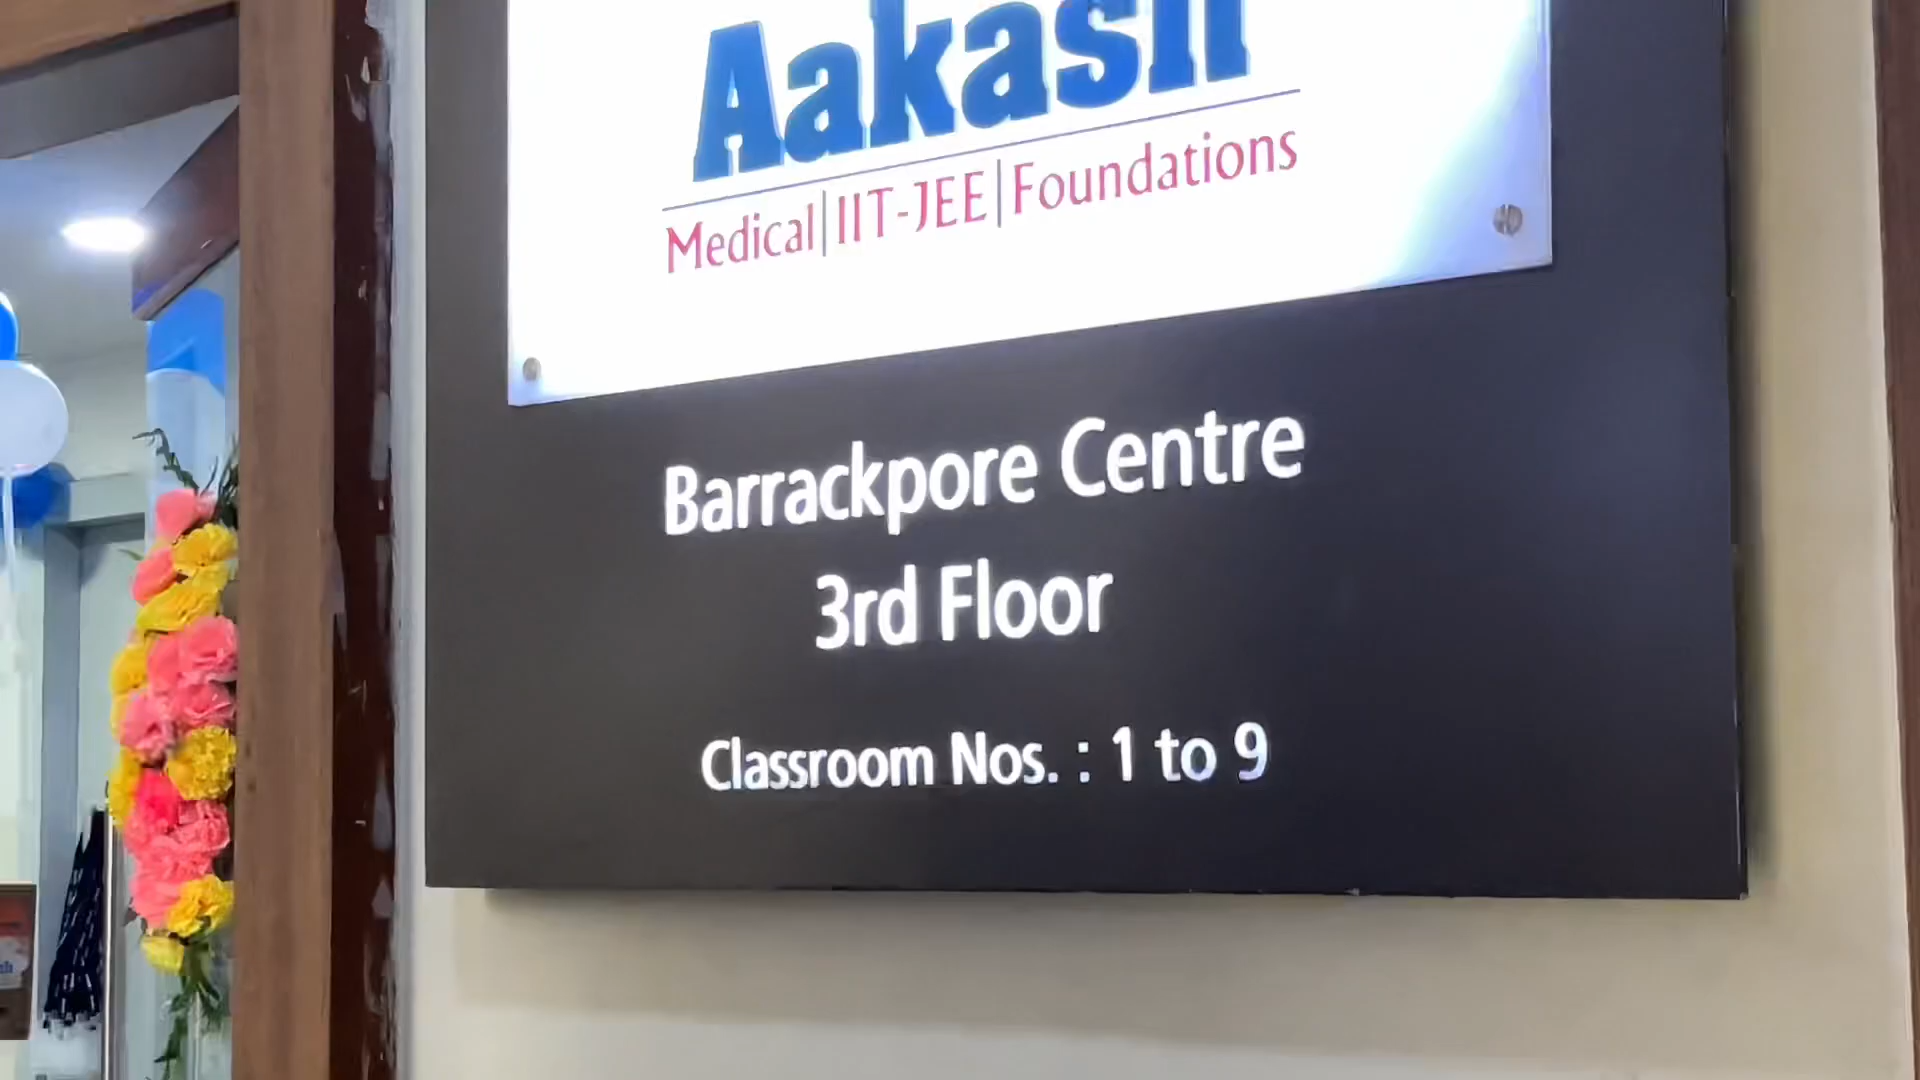 Aakash
Medical|IIT-JEE|Foundations
Barrackpore Centre
3rd Floor
Classroom Nos. : 1 to 9